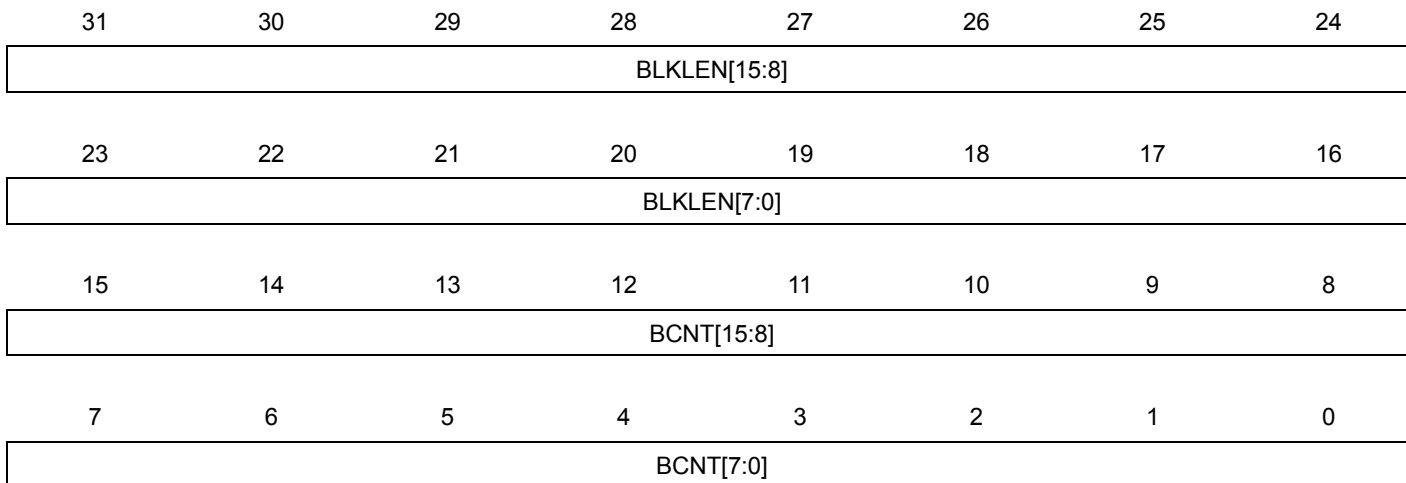 31 30 29 28 27 26 25 24
BLKLEN[15:8]
23 22 21 20 19 18 17 16
BLKLEN[7:0]
15 14 13 12 11 10 9 8
BCNT[15:8]
7 6 5 4 3 2 1 0
BCNT[7:0]